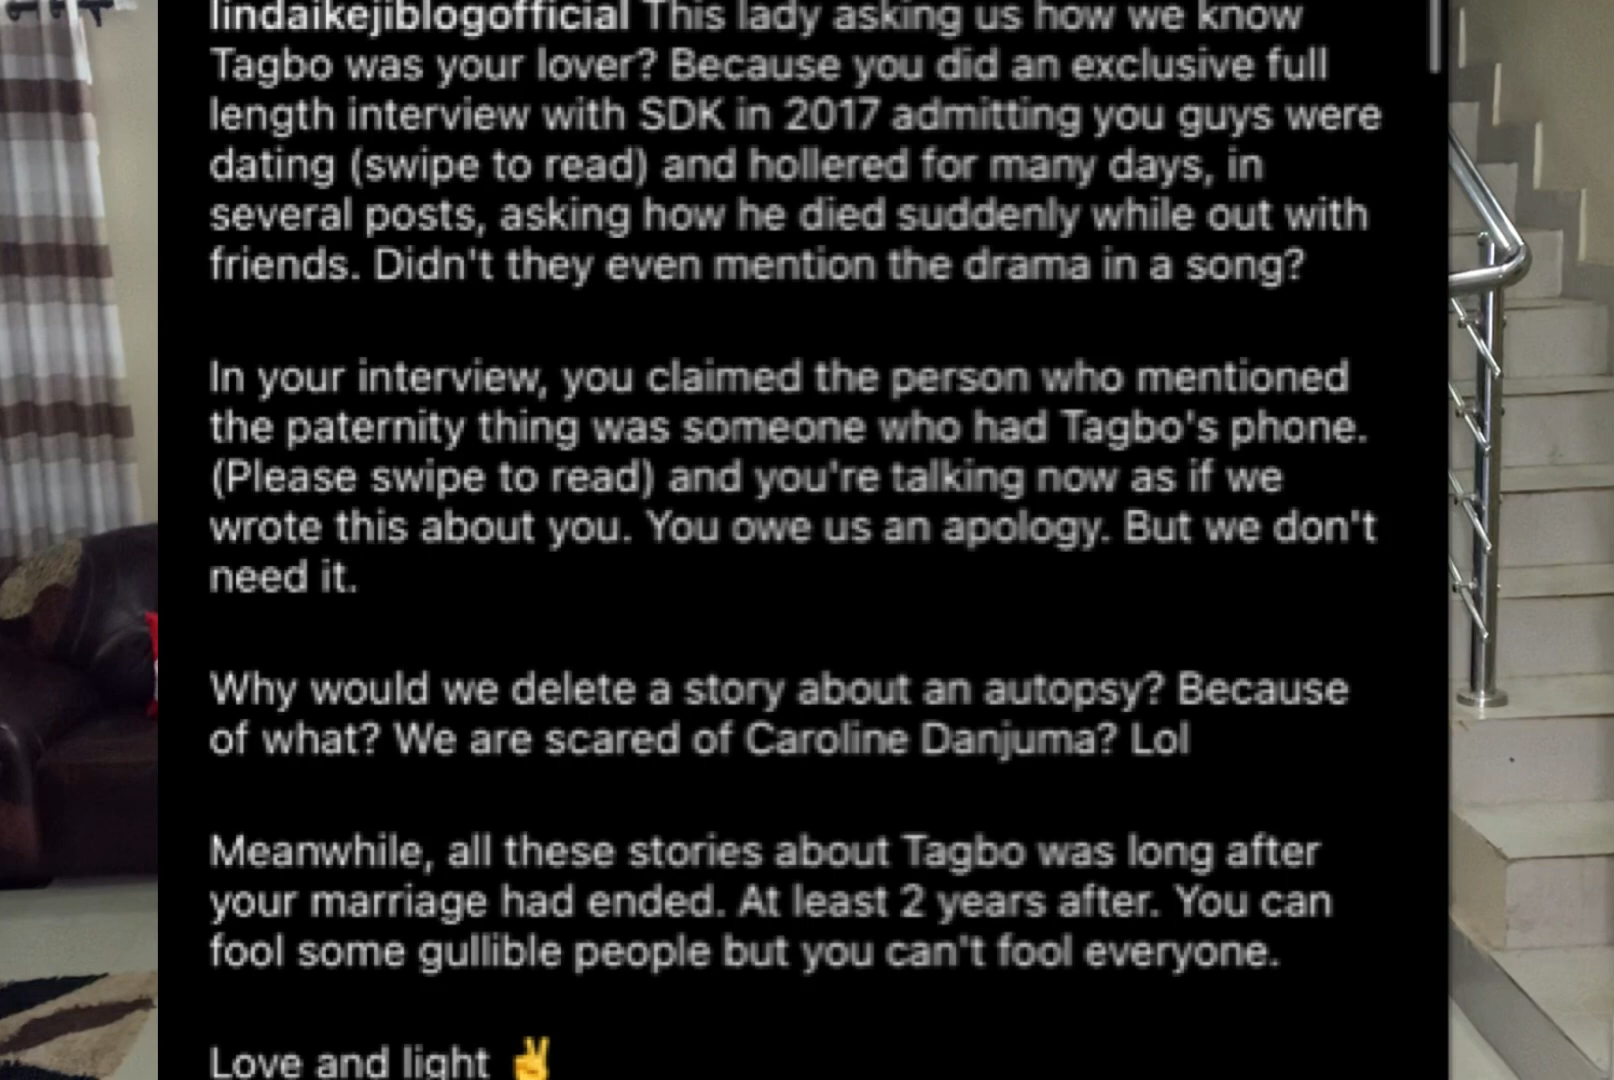 lindaikejiblogofficial This lady asking us how we know
Tagbo was your lover? Because you did an exclusive full
length interview with SDK in 2017 admitting you guys were
dating (swipe to read) and hollered for many days, in
several posts, asking how he died suddenly while out with
friends. Didn't they even mention the drama in a song?
In your interview, you claimed the person who mentioned
the paternity thing was someone who had Tagbo's phone.
(Please swipe to read) and you're talking now as if we
wrote this about you. You owe us an apology. But we don't
need it.
Why would we delete a story about an autopsy? Because
of what? We are scared of Caroline Danjuma? Lol
Meanwhile, all these stories about Tagbo was long after
your marriage had ended. At least 2 years after. You can
fool some gullible people but you can't fool everyone.
Love and light ✌️